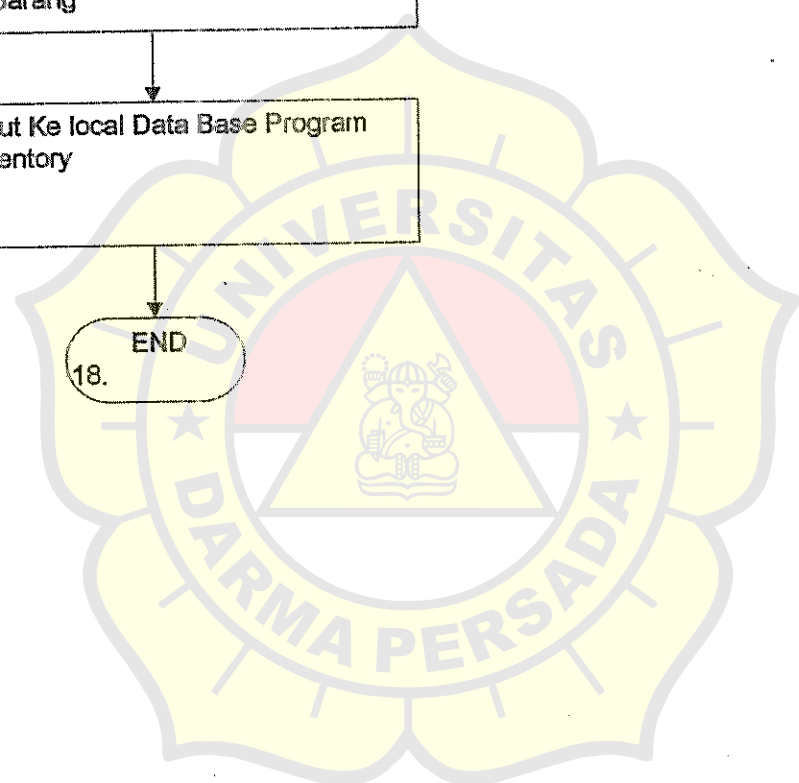 barang
ut Ke local Data Base Program
entory
END
18.
UNIVERSITAS
DARMA PERSADA